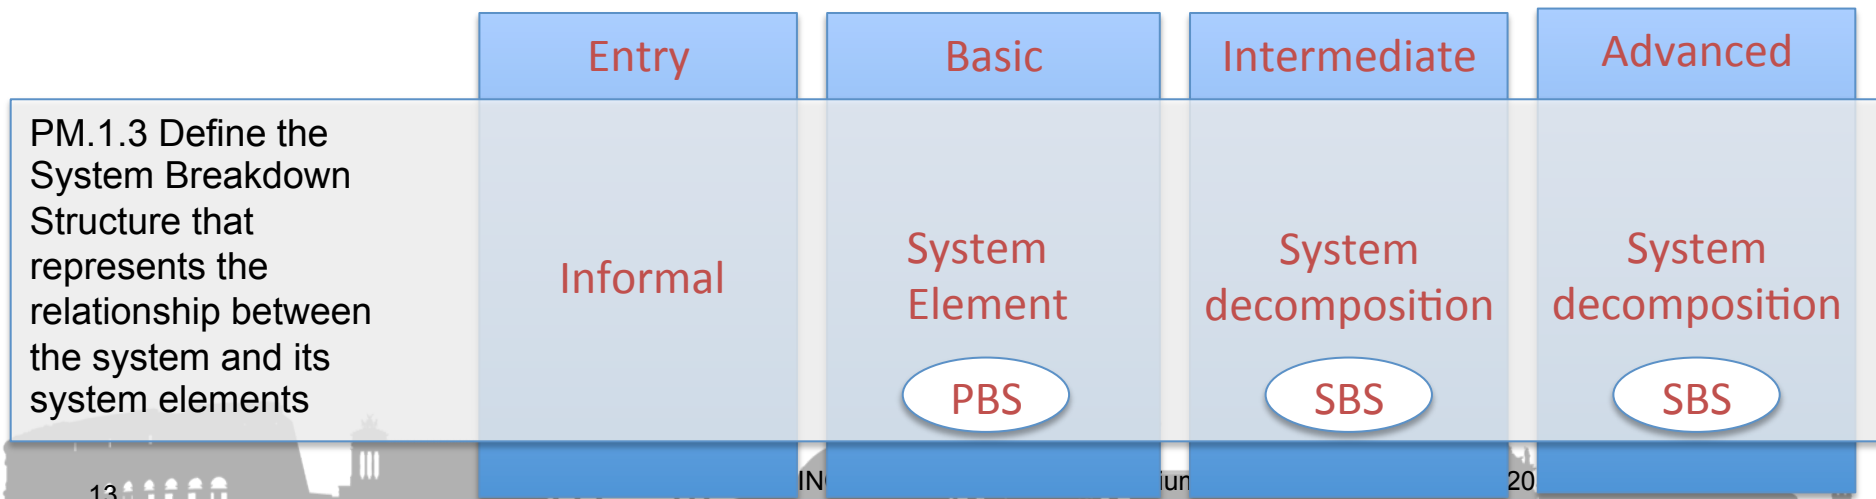 Entry
Basic
Intermediate
Advanced
PM.1.3 Define the
System Breakdown
Structure that
represents the
relationship between
the system and its
system elements
Informal
System
Element
PBS
System
decomposition
SBS
System
decomposition
SBS
13